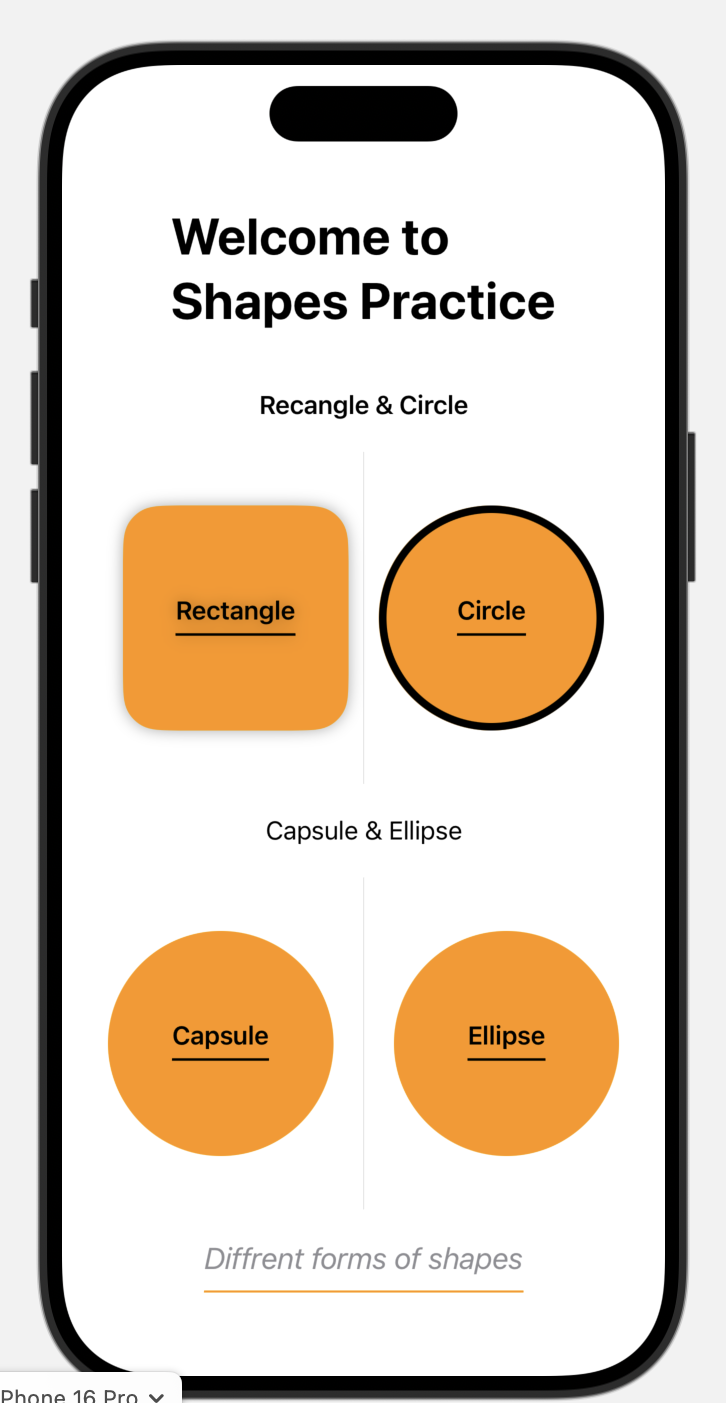 Welcome to
Shapes Practice
Recangle & Circle
Rectangle
Circle
Capsule & Ellipse
Capsule
Ellipse
Diffrent forms of shapes
Phone 16 Pro